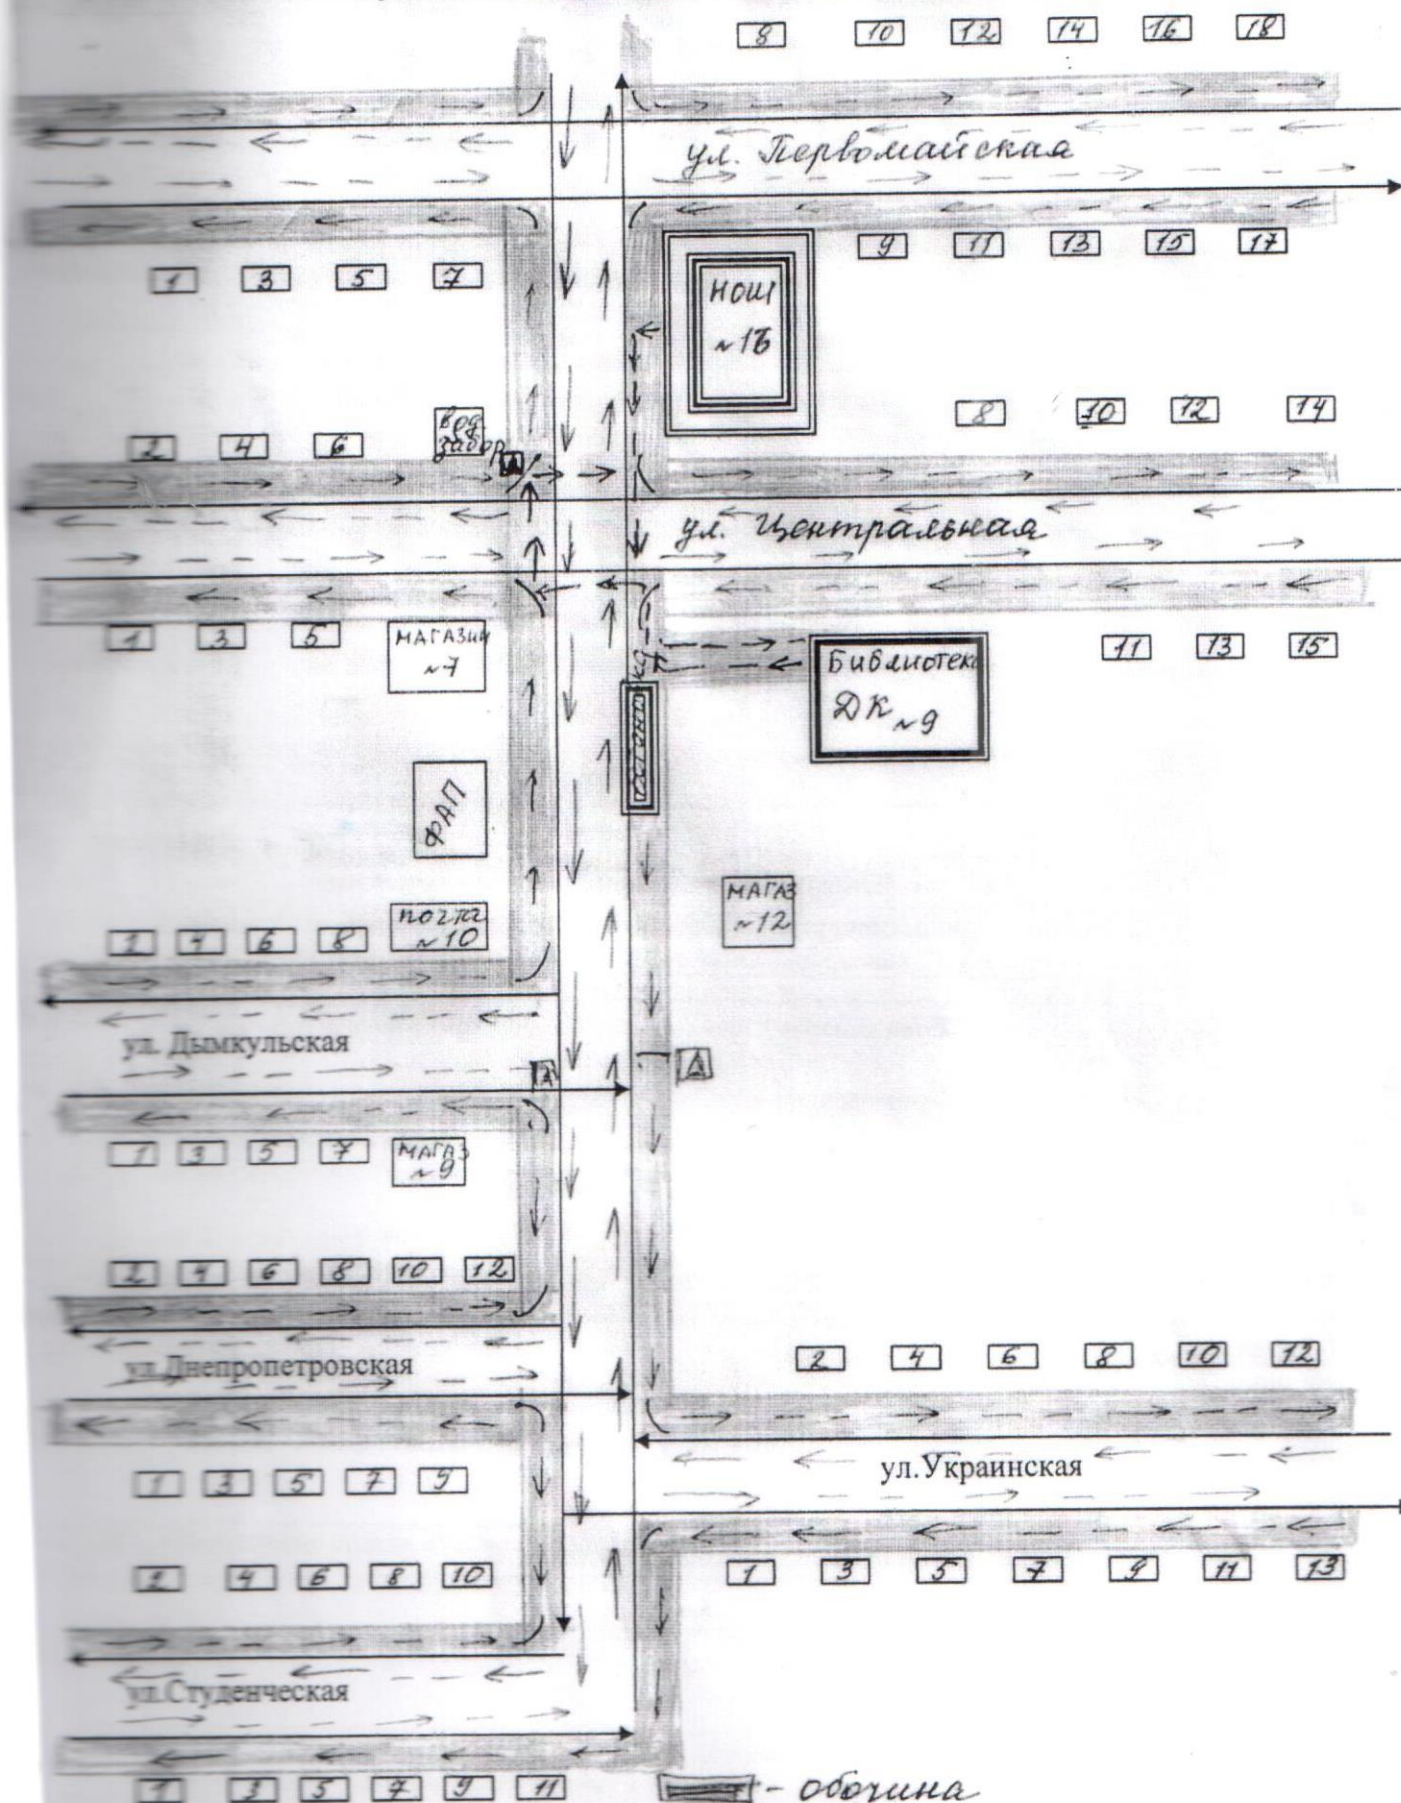 8 10 12 14 16 18
ул. Первомайская
1 3 5 7
НОШ
№16
9 11 13 15 17
2 4 6
вод
забор
8 10 12 14
ул. Центральная
1 3 5
МАГАЗИН
№7
Библиотека
ДК №9
11 13 15
остановка
ФАП
МАГАЗ
№12
2 4 6 8
почта
№10
ул. Дымкульская
1 3 5 7
МАГАЗ
№9
2 4 6 8 10 12
ул.Днепропетровская
2 4 6 8 10 12
1 3 5 7 9
ул.Украинская
2 4 6 8 10
1 3 5 7 9 11 13
ул.Студенческая
1 3 5 7 9 11
- обочина